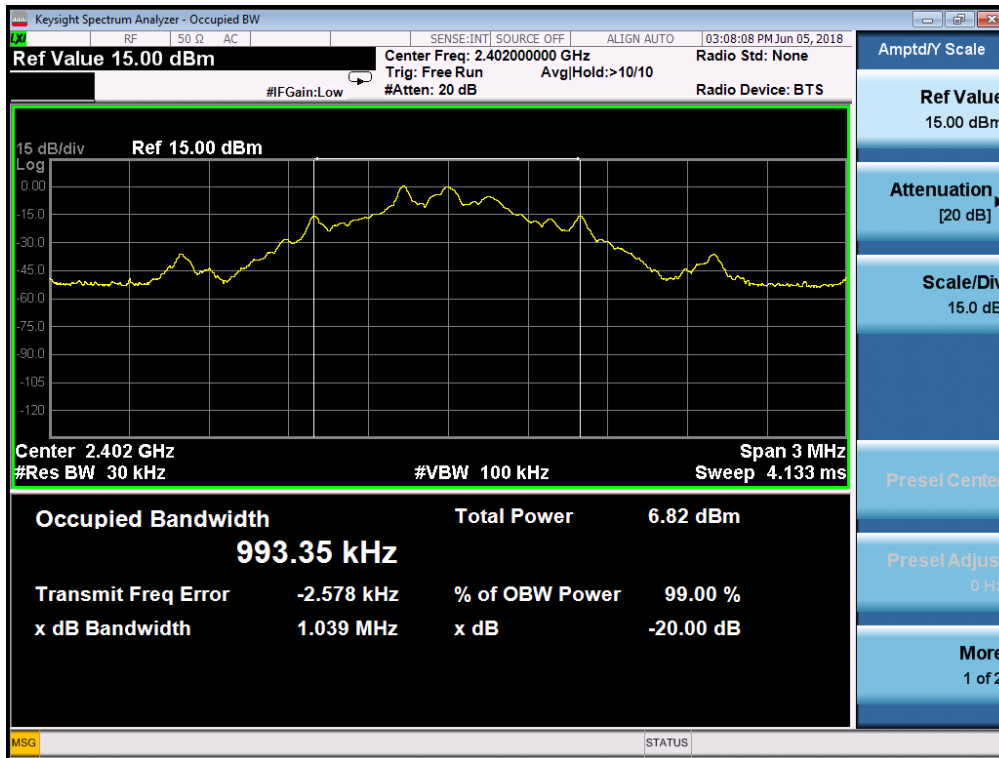 Keysight Spectrum Analyzer - Occupied BW
LXI RF 50 Ω AC SENSE:INT SOURCE OFF ALIGN AUTO 03:08:08 PM Jun 05, 2018
Ref Value 15.00 dBm
Center Freq: 2.402000000 GHz Radio Std: None
Trig: Free Run Avg|Hold:>10/10
#IFGain:Low #Atten: 20 dB Radio Device: BTS
15 dB/div Ref 15.00 dBm
Log
0.00
-15.0
-30.0
-45.0
-60.0
-75.0
-90.0
-105
-120
Center 2.402 GHz Span 3 MHz
#Res BW 30 kHz #VBW 100 kHz Sweep 4.133 ms
Occupied Bandwidth Total Power 6.82 dBm
993.35 kHz
Transmit Freq Error -2.578 kHz % of OBW Power 99.00 %
x dB Bandwidth 1.039 MHz x dB -20.00 dB
Amptd/Y Scale
Ref Value
15.00 dBm
Attenuation
[20 dB]
Scale/Div
15.0 dB
Presel Center
Presel Adjus
0 Hz
More
1 of 2
MSG STATUS